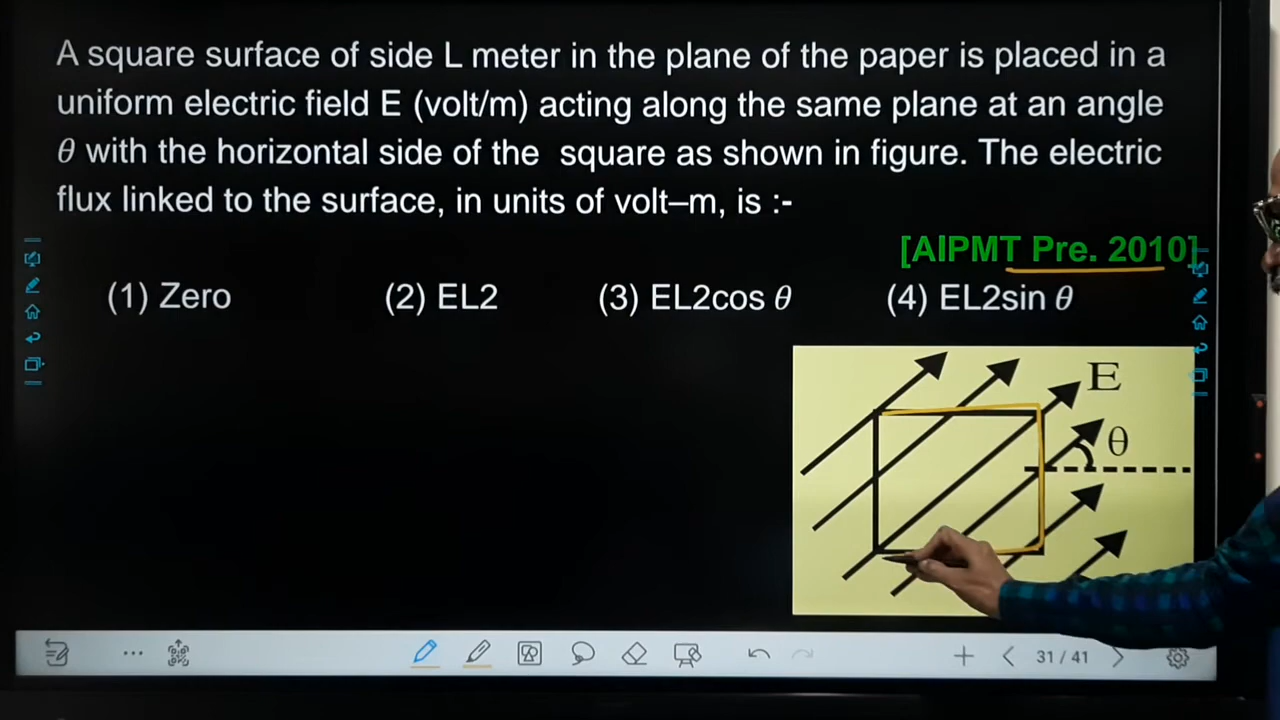 A square surface of side L meter in the plane of the paper is placed in a
uniform electric field E (volt/m) acting along the same plane at an angle
θ with the horizontal side of the square as shown in figure. The electric
flux linked to the surface, in units of volt–m, is :-
[AIPMT Pre. 2010]
(1) Zero (2) EL2 (3) EL2cos θ (4) EL2sin θ
E
θ
31 / 41